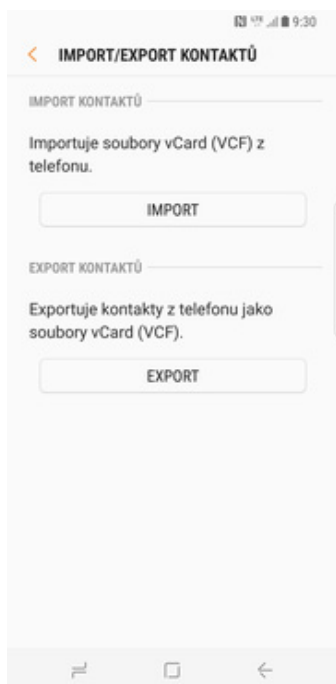 9:30
IMPORT/EXPORT KONTAKTŮ
IMPORT KONTAKTŮ
Importuje soubory vCard (VCF) z
telefonu.
IMPORT
EXPORT KONTAKTŮ
Exportuje kontakty z telefonu jako
soubory vCard (VCF).
EXPORT